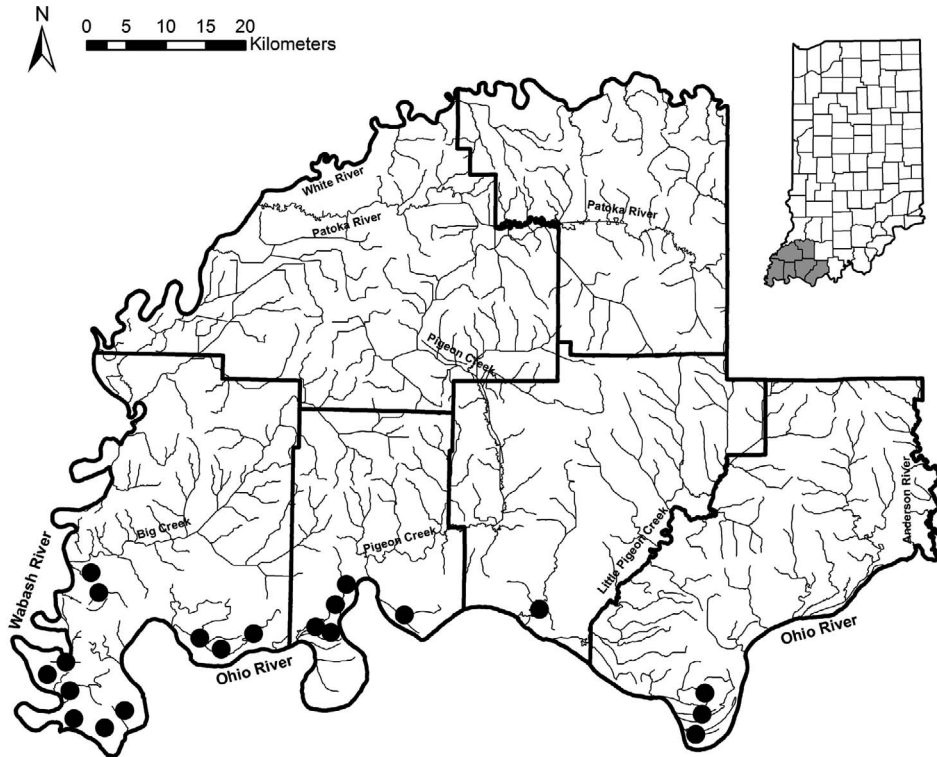 N
0 5 10 15 20
Kilometers
White River
Patoka River
Patoka River
Pigeon Creek
Big Creek
Pigeon Creek
Little Pigeon Creek
Anderson River
Wabash River
Ohio River
Ohio River